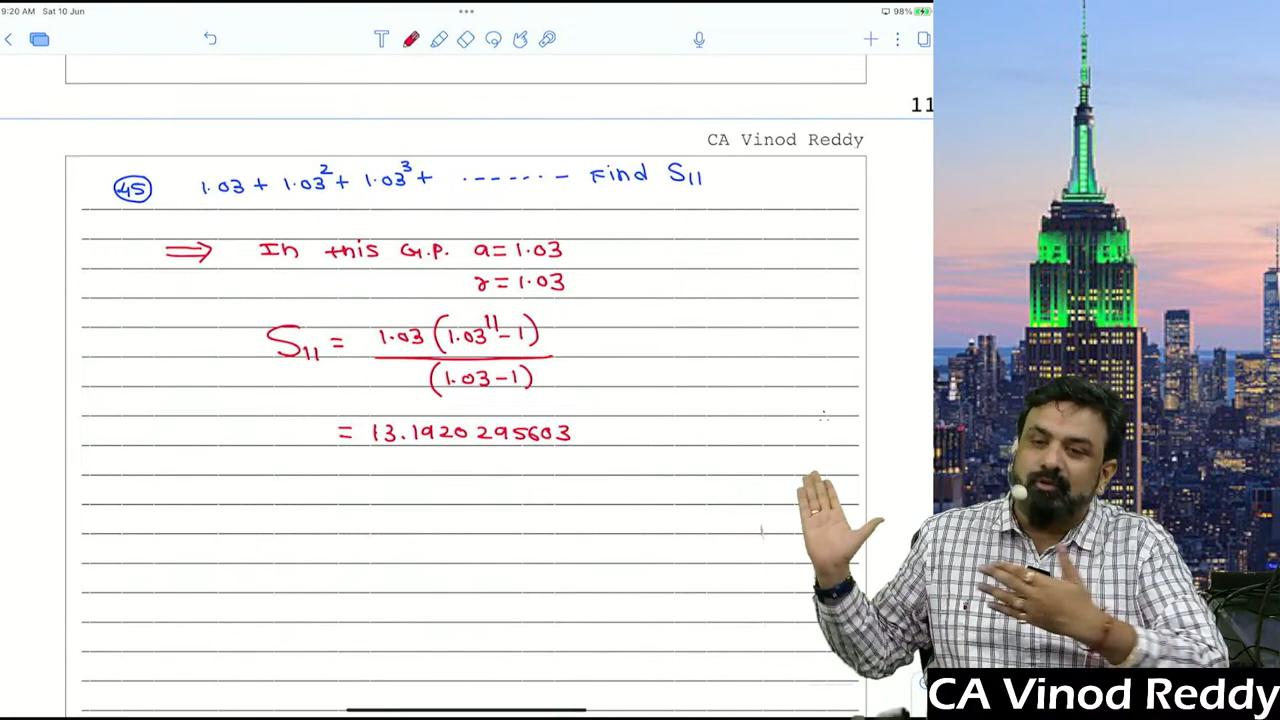 9:20 AM Sat 10 Jun
98%
T
11
CA Vinod Reddy
45 1.03 + 1.03² + 1.03³ + ------- Find S₁₁
⇒ In this G.P. a = 1.03
r = 1.03
S₁₁ = 1.03 (1.03¹¹ - 1)
(1.03 - 1)
= 13.1920295603
CA Vinod Reddy